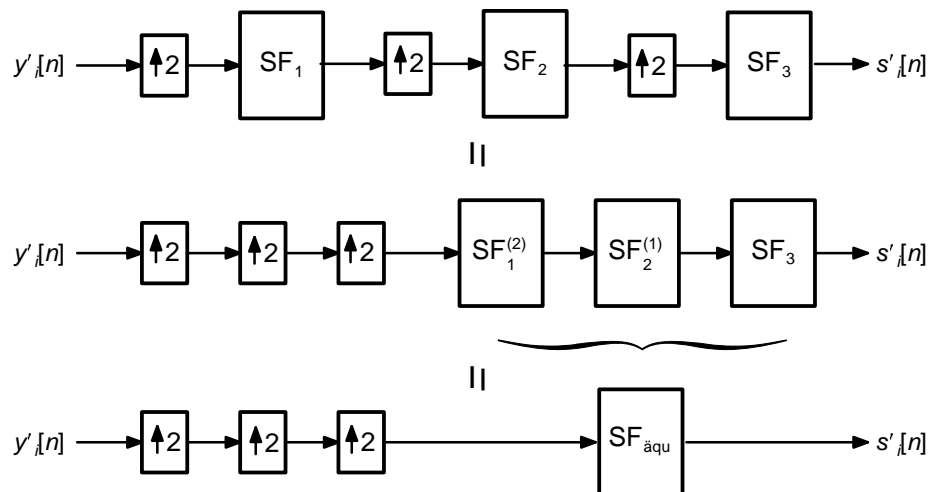 y′i[n] ↑2 SF1 ↑2 SF2 ↑2 SF3 s′i[n]
=
y′i[n] ↑2 ↑2 ↑2 SF1(2) SF2(1) SF3 s′i[n]
=
y′i[n] ↑2 ↑2 ↑2 SFäqu s′i[n]